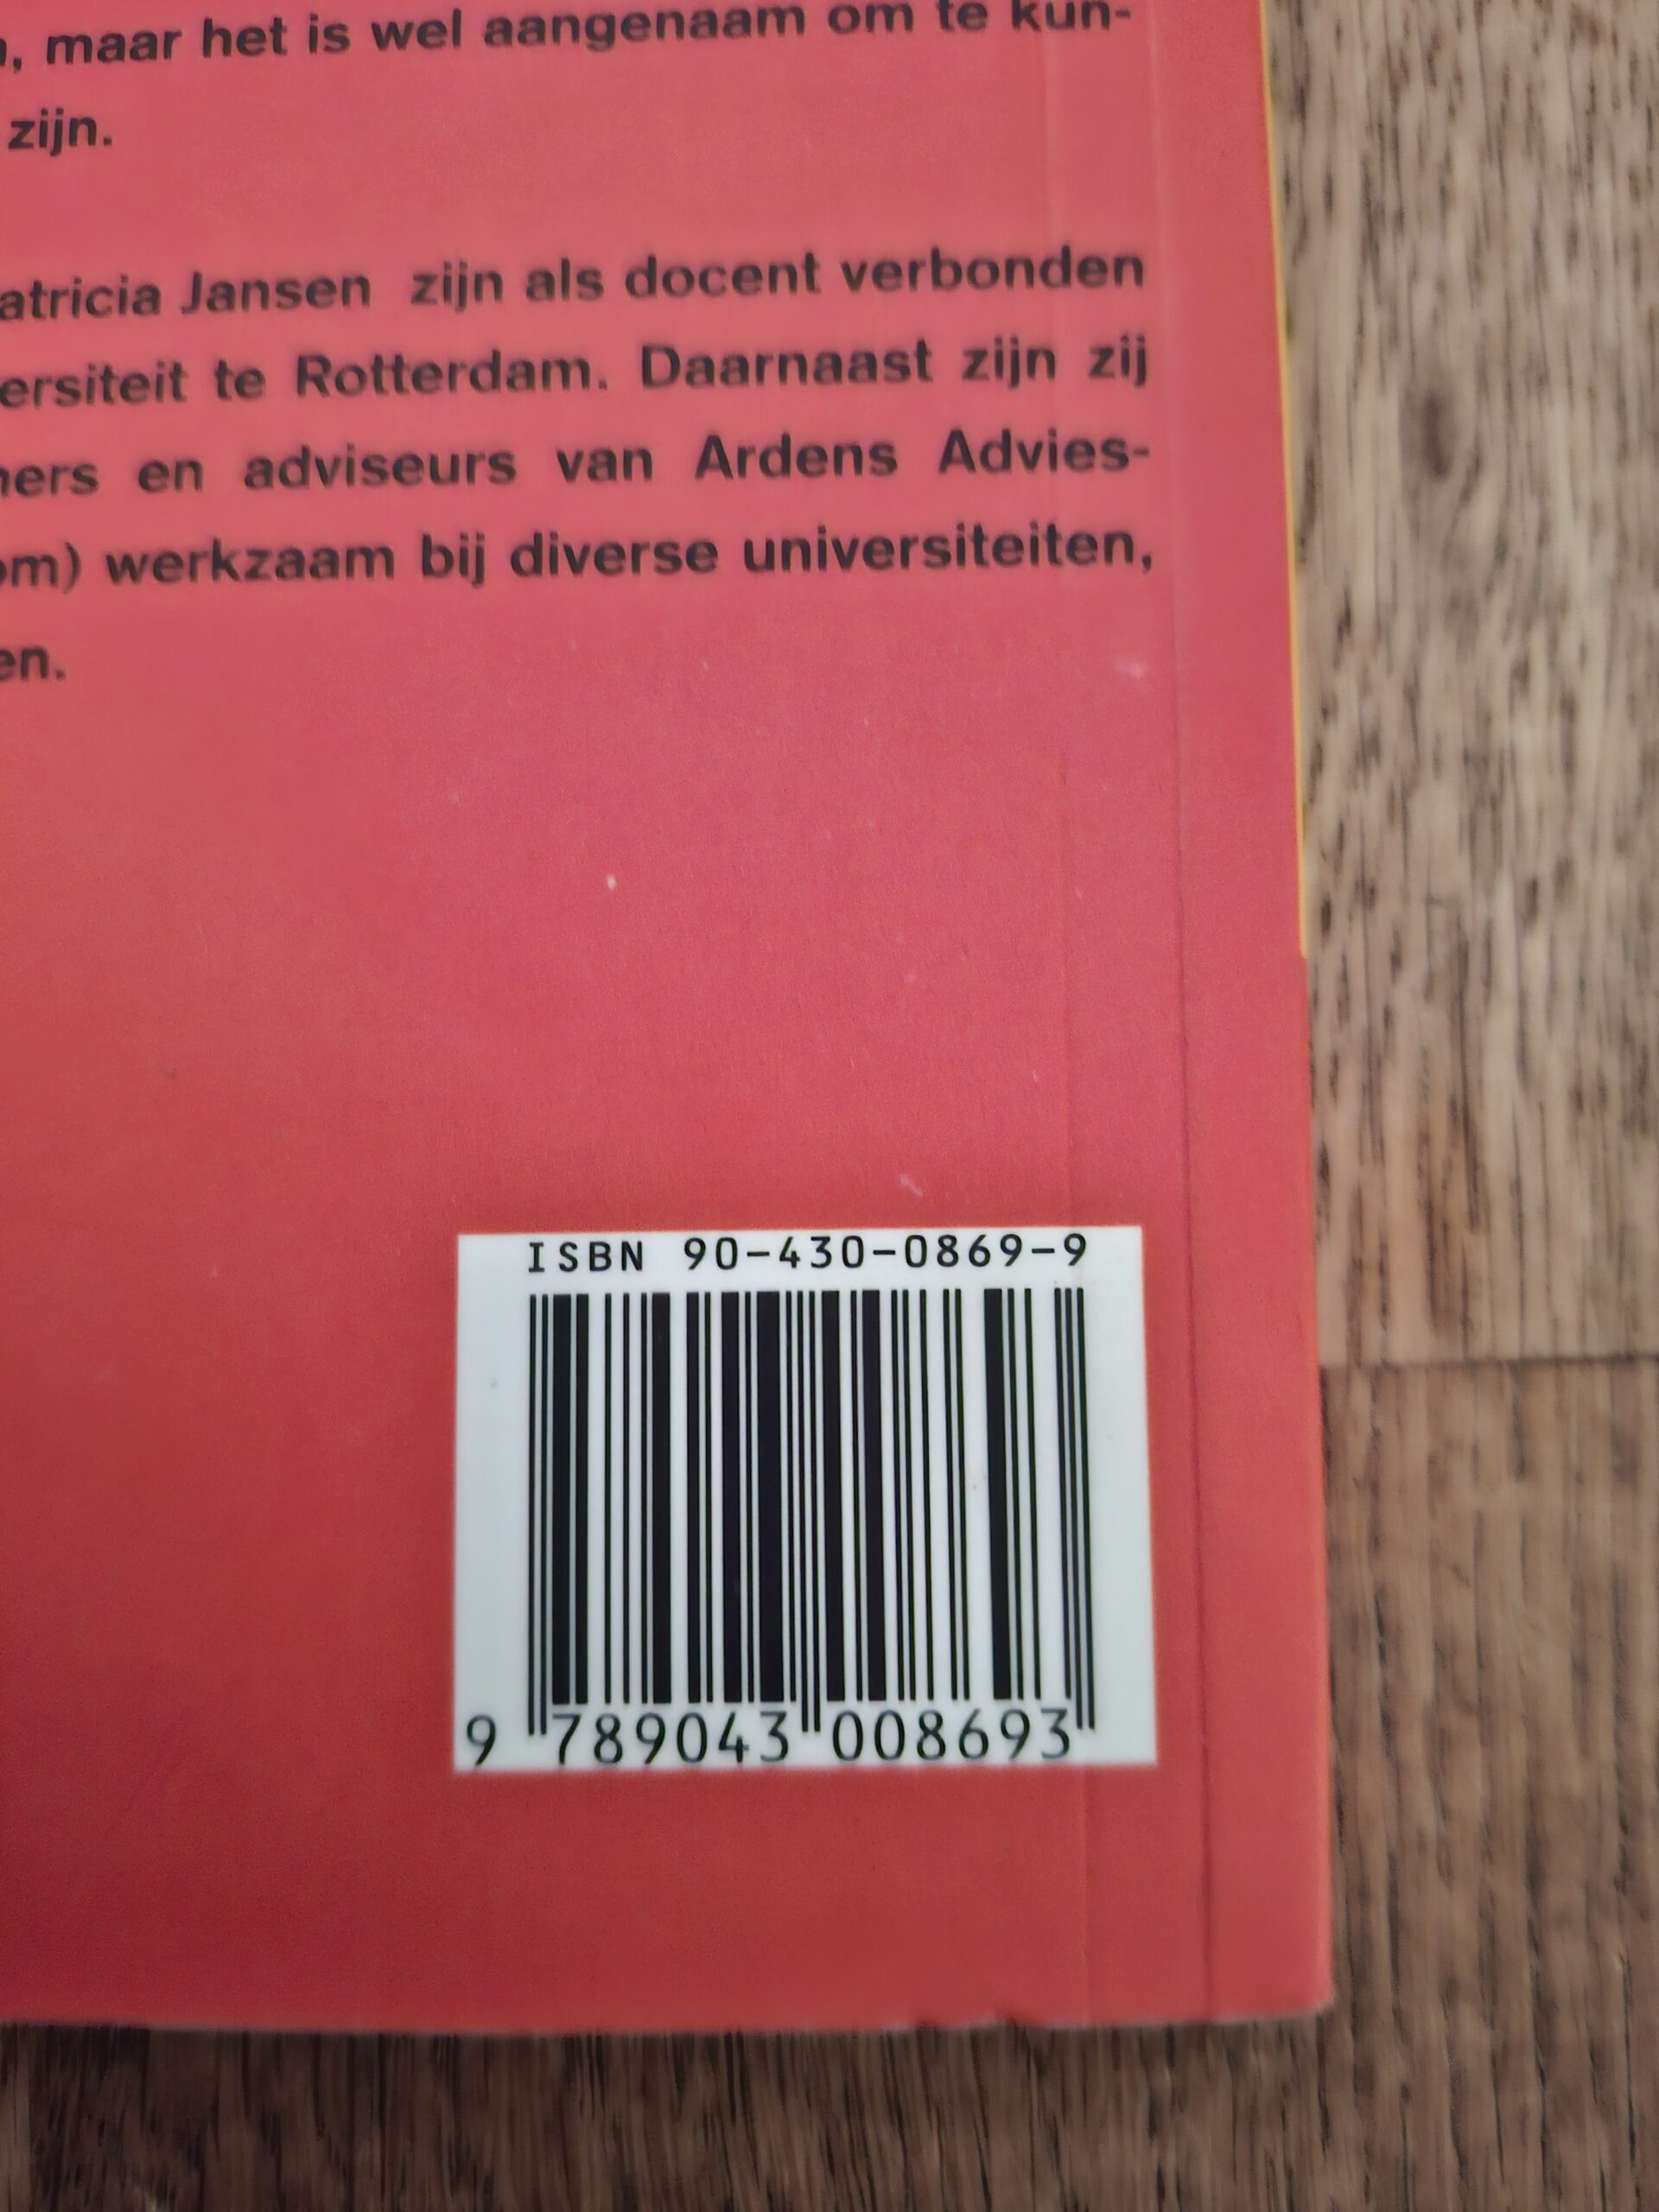 , maar het is wel aangenaam om te kun-
zijn.
atricia Jansen zijn als docent verbonden
ersiteit te Rotterdam. Daarnaast zijn zij
ners en adviseurs van Ardens Advies-
om) werkzaam bij diverse universiteiten,
en.
ISBN 90-430-0869-9
9 789043 008693